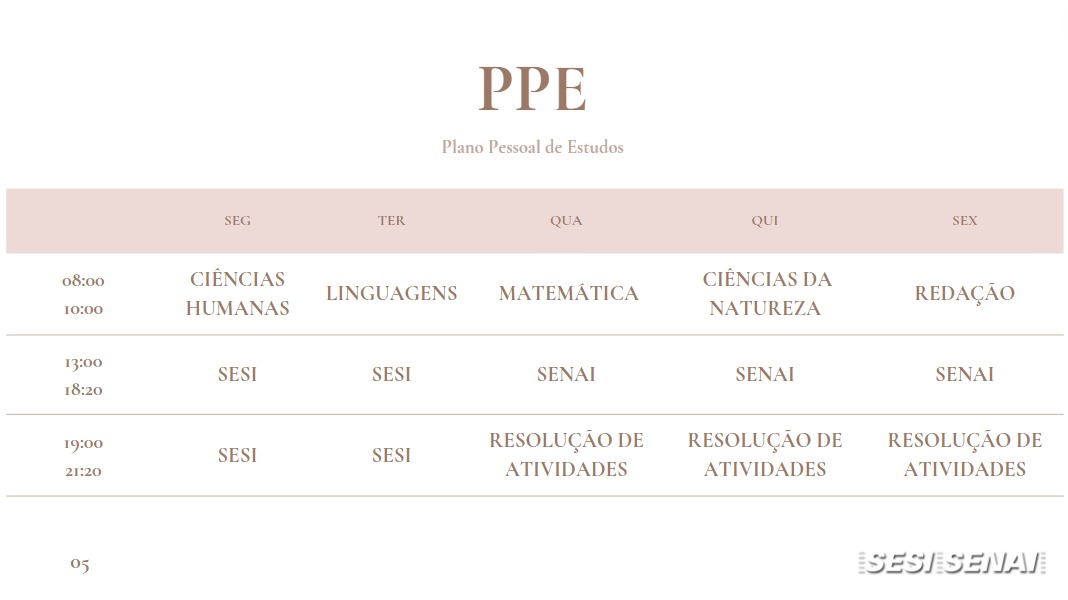 PPE
Plano Pessoal de Estudos
SEG TER QUA QUI SEX
08:00
10:00
CIÊNCIAS
HUMANAS
LINGUAGENS
MATEMÁTICA
CIÊNCIAS DA
NATUREZA
REDAÇÃO
13:00
18:20
SESI
SESI
SENAI
SENAI
SENAI
19:00
21:20
SESI
SESI
RESOLUÇÃO DE
ATIVIDADES
RESOLUÇÃO DE
ATIVIDADES
RESOLUÇÃO DE
ATIVIDADES
05
SESI SENAI